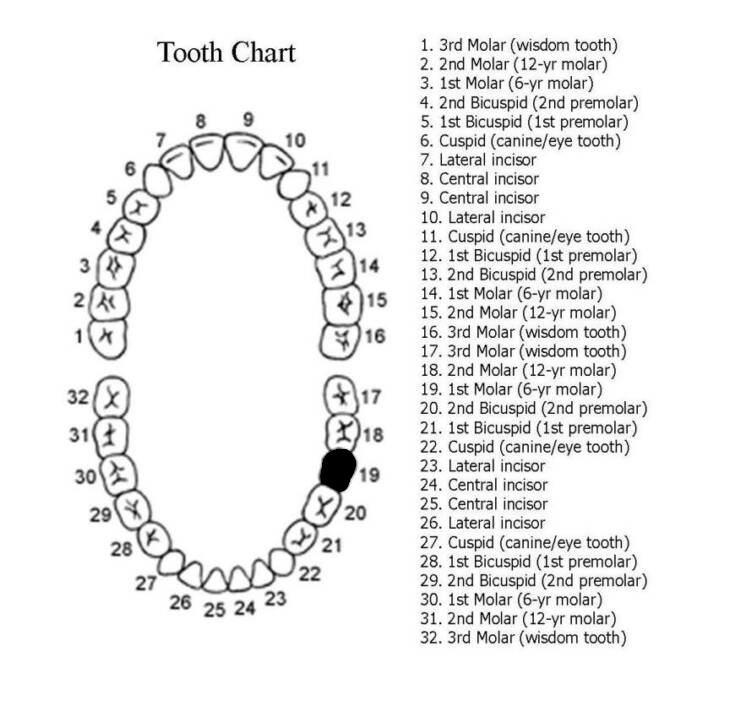 Tooth Chart
1. 3rd Molar (wisdom tooth)
2. 2nd Molar (12-yr molar)
3. 1st Molar (6-yr molar)
4. 2nd Bicuspid (2nd premolar)
5. 1st Bicuspid (1st premolar)
6. Cuspid (canine/eye tooth)
7. Lateral incisor
8. Central incisor
9. Central incisor
10. Lateral incisor
11. Cuspid (canine/eye tooth)
12. 1st Bicuspid (1st premolar)
13. 2nd Bicuspid (2nd premolar)
14. 1st Molar (6-yr molar)
15. 2nd Molar (12-yr molar)
16. 3rd Molar (wisdom tooth)
17. 3rd Molar (wisdom tooth)
18. 2nd Molar (12-yr molar)
19. 1st Molar (6-yr molar)
20. 2nd Bicuspid (2nd premolar)
21. 1st Bicuspid (1st premolar)
22. Cuspid (canine/eye tooth)
23. Lateral incisor
24. Central incisor
25. Central incisor
26. Lateral incisor
27. Cuspid (canine/eye tooth)
28. 1st Bicuspid (1st premolar)
29. 2nd Bicuspid (2nd premolar)
30. 1st Molar (6-yr molar)
31. 2nd Molar (12-yr molar)
32. 3rd Molar (wisdom tooth)
1
2
3
4
5
6
7
8
9
10
11
12
13
14
15
16
17
18
19
20
21
22
23
24
25
26
27
28
29
30
31
32